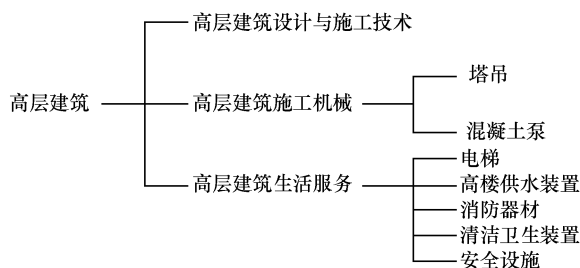 高层建筑
高层建筑设计与施工技术
高层建筑施工机械
塔吊
混凝土泵
高层建筑生活服务
电梯
高楼供水装置
消防器材
清洁卫生装置
安全设施